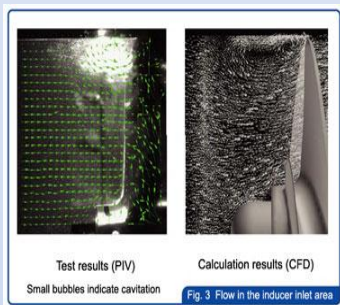 Test results (PIV)
Small bubbles indicate cavitation
Calculation results (CFD)
Fig. 3 Flow in the inducer inlet area